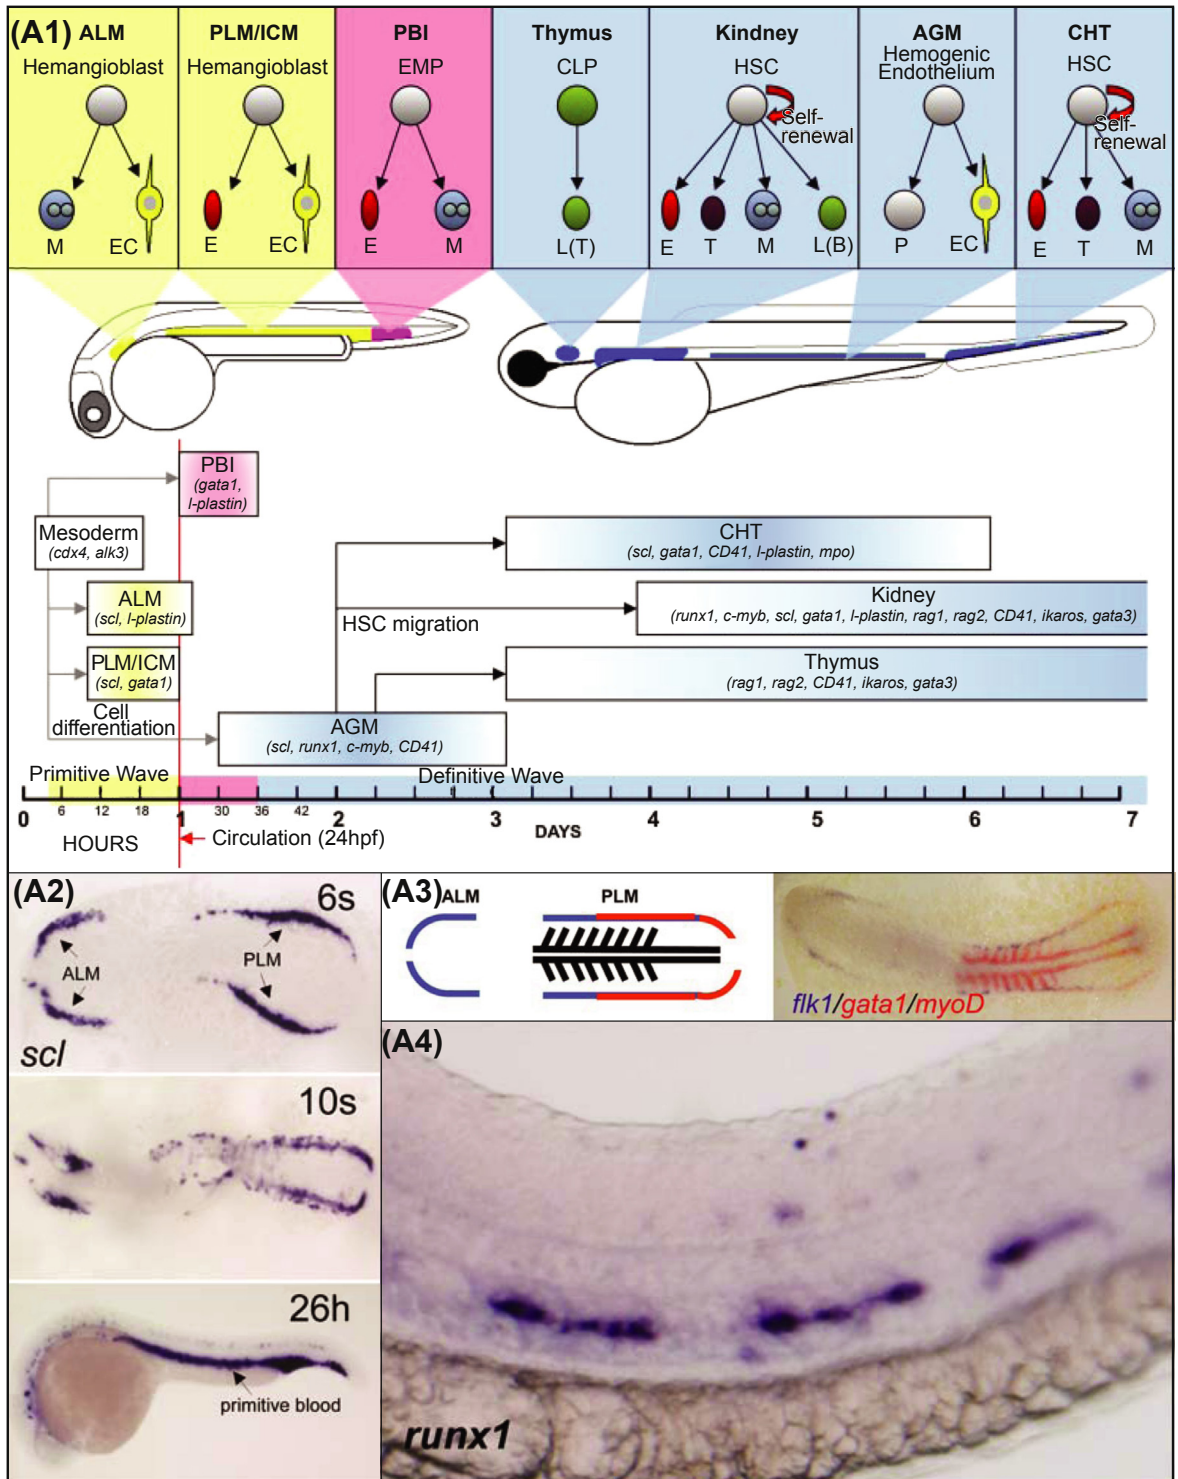 (A1) ALM PLM/ICM PBI Thymus Kindney AGM CHT
Hemangioblast Hemangioblast EMP CLP HSC Hemogenic Endothelium HSC
Self-renewal Self-renewal
M EC E EC E M L(T) E T M L(B) P EC E T M
PBI
(gata1,
l-plastin)
Mesoderm
(cdx4, alk3)
CHT
(scl, gata1, CD41, l-plastin, mpo)
ALM
(scl, l-plastin)
Kidney
(runx1, c-myb, scl, gata1, l-plastin, rag1, rag2, CD41, ikaros, gata3)
HSC migration
PLM/ICM
(scl, gata1)
Thymus
(rag1, rag2, CD41, ikaros, gata3)
Cell
differentiation
AGM
(scl, runx1, c-myb, CD41)
Primitive Wave Definitive Wave
0 6 12 18 1 30 36 42 2 3 4 5 6 7
HOURS DAYS
Circulation (24hpf)
(A2) 6s
ALM PLM
scl
10s
26h
primitive blood
(A3) ALM PLM
flk1/gata1/myoD
(A4)
runx1